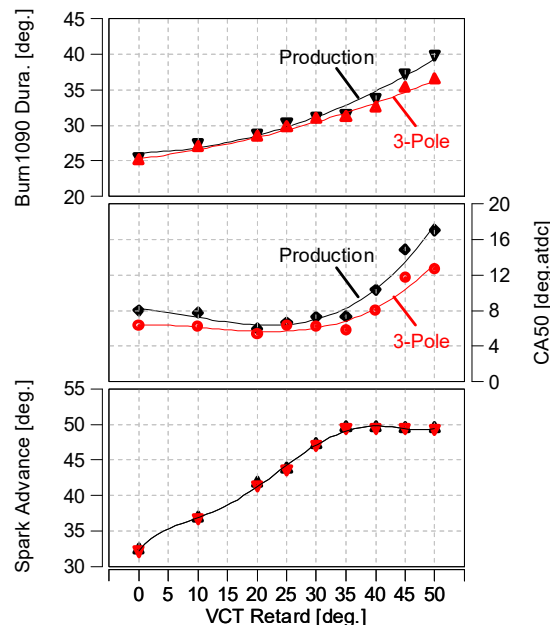 45
40
35
30
25
20
Burn1090 Dura. [deg.]
Production
3-Pole
20
16
12
8
4
0
CA50 [deg.atdc]
Production
3-Pole
55
50
45
40
35
30
Spark Advance [deg.]
0 5 10 15 20 25 30 35 40 45 50
VCT Retard [deg.]